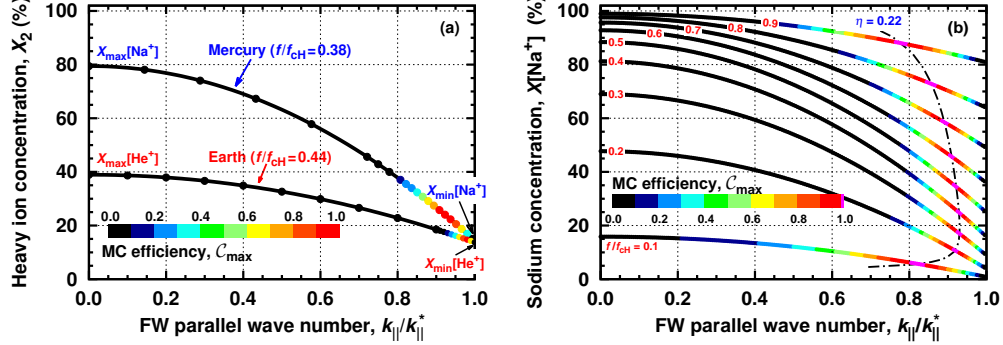 Heavy ion concentration, X₂ (%)
100
80
60
40
20
0
(a)
Xmax[Na⁺]
Mercury (f/fcH=0.38)
Xmax[He⁺]
Earth (f/fcH=0.44)
Xmin[Na⁺]
Xmin[He⁺]
0.0 0.2 0.4 0.6 0.8 1.0
MC efficiency, Cmax
0.0 0.2 0.4 0.6 0.8 1.0
FW parallel wave number, k||/k||*
Sodium concentration, X[Na⁺] (%)
100
80
60
40
20
0
(b)
η = 0.22
0.9
0.8
0.7
0.6
0.5
0.4
0.3
0.2
f/fcH= 0.1
MC efficiency, Cmax
0.0 0.2 0.4 0.6 0.8 1.0
0.0 0.2 0.4 0.6 0.8 1.0
FW parallel wave number, k||/k||*